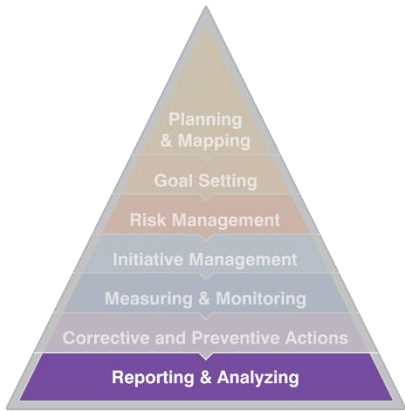 Planning
& Mapping
Goal Setting
Risk Management
Initiative Management
Measuring & Monitoring
Corrective and Preventive Actions
Reporting & Analyzing